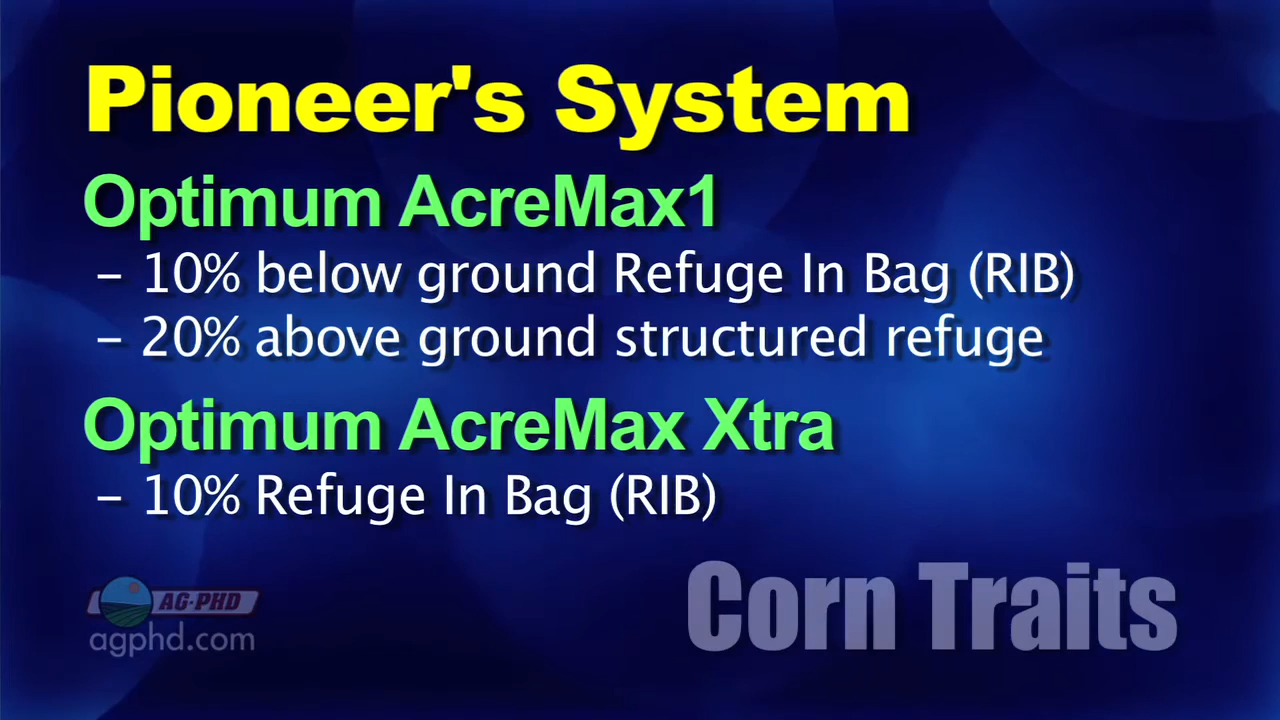 Pioneer's System
Optimum AcreMax1
– 10% below ground Refuge In Bag (RIB)
– 20% above ground structured refuge
Optimum AcreMax Xtra
– 10% Refuge In Bag (RIB)
AG·PHD
agphd.com
Corn Traits